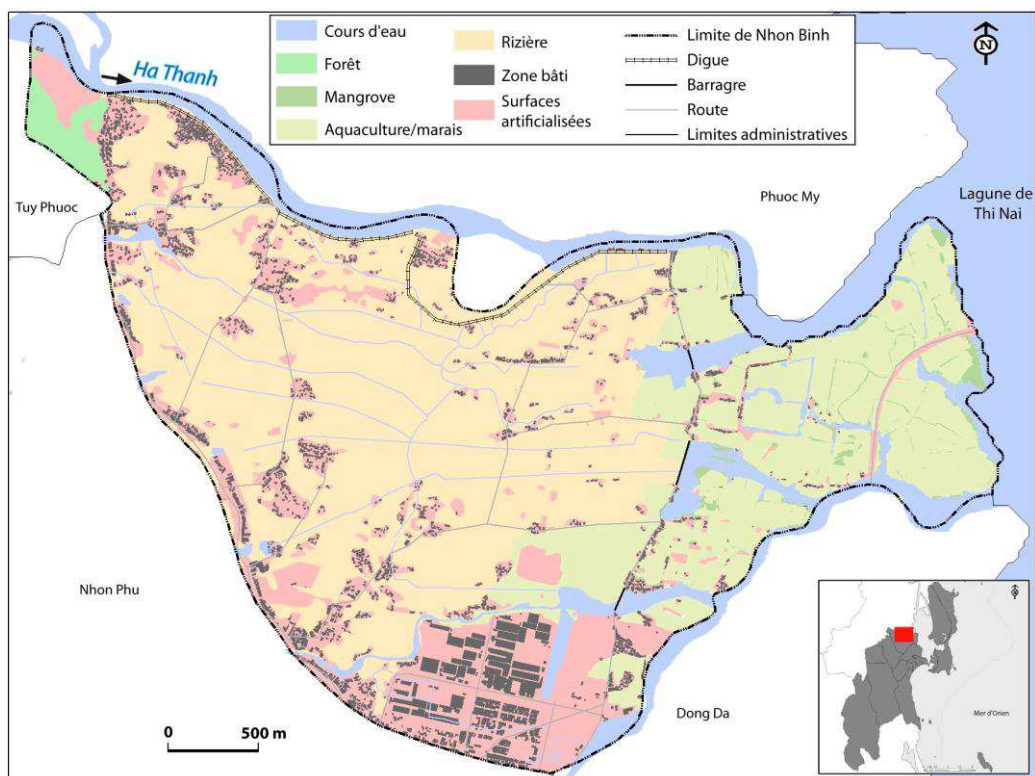 Cours d'eau
Forêt
Mangrove
Aquaculture/marais
Rizière
Zone bâti
Surfaces
artificialisées
Limite de Nhon Binh
Digue
Barragre
Route
Limites administratives
N
Ha Thanh
Tuy Phuoc
Phuoc My
Lagune de
Thi Nai
Nhon Phu
Dong Da
0 500 m
Mer d'Orien